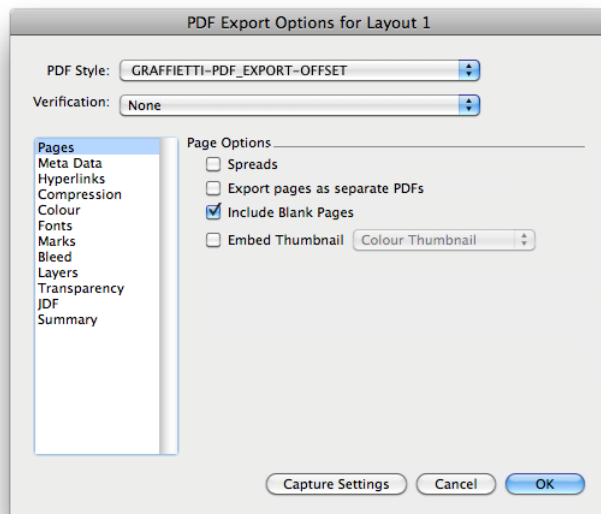 PDF Export Options for Layout 1
PDF Style: GRAFFIETTI-PDF_EXPORT-OFFSET
Verification: None
Pages
Meta Data
Hyperlinks
Compression
Colour
Fonts
Marks
Bleed
Layers
Transparency
JDF
Summary
Page Options
Spreads
Export pages as separate PDFs
Include Blank Pages
Embed Thumbnail Colour Thumbnail
Capture Settings Cancel OK